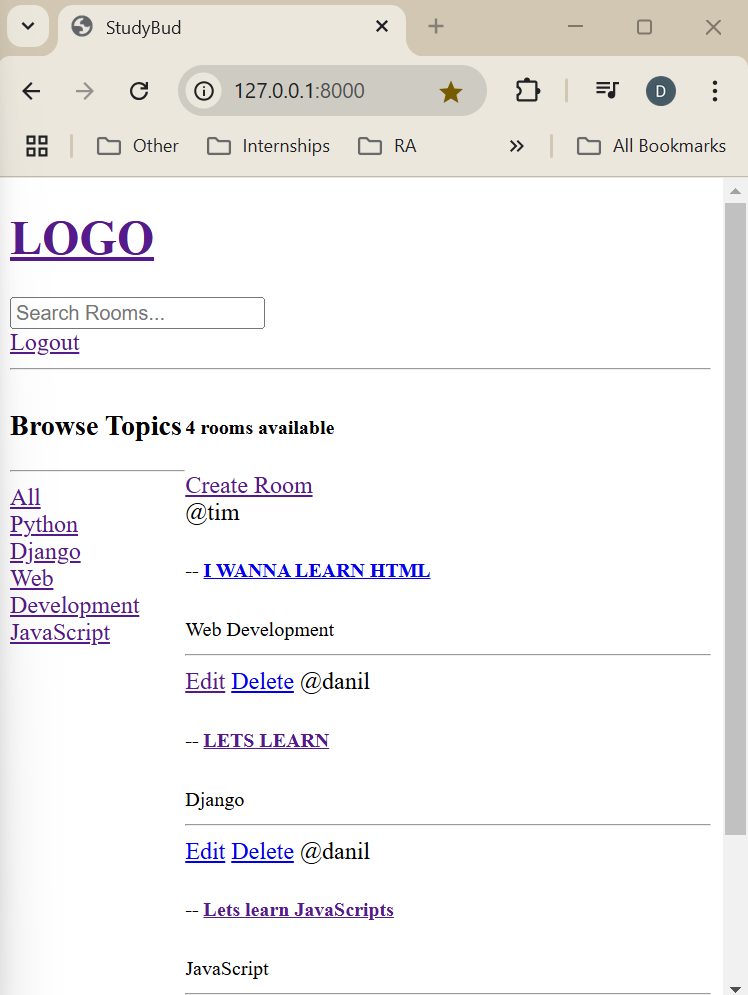 StudyBud
127.0.0.1:8000
D
Other
Internships
RA
All Bookmarks
LOGO
Search Rooms...
Logout
Browse Topics
All
Python
Django
Web
Development
JavaScript
4 rooms available
Create Room
@tim
-- I WANNA LEARN HTML
Web Development
Edit Delete @danil
-- LETS LEARN
Django
Edit Delete @danil
-- Lets learn JavaScripts
JavaScript